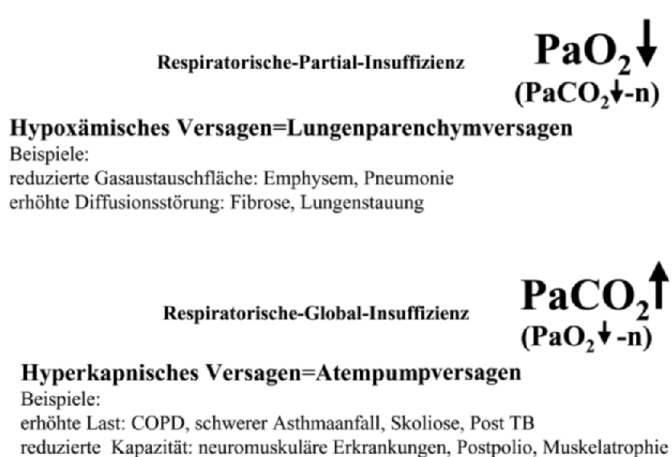 Respiratorische-Partial-Insuffizienz PaO₂↓
(PaCO₂↓-n)
Hypoxämisches Versagen=Lungenparenchymversagen
Beispiele:
reduzierte Gasaustauschfläche: Emphysem, Pneumonie
erhöhte Diffusionsstörung: Fibrose, Lungenstauung
Respiratorische-Global-Insuffizienz PaCO₂↑
(PaO₂↓-n)
Hyperkapnisches Versagen=Atempumpversagen
Beispiele:
erhöhte Last: COPD, schwerer Asthmaanfall, Skoliose, Post TB
reduzierte Kapazität: neuromuskuläre Erkrankungen, Postpolio, Muskelatrophie